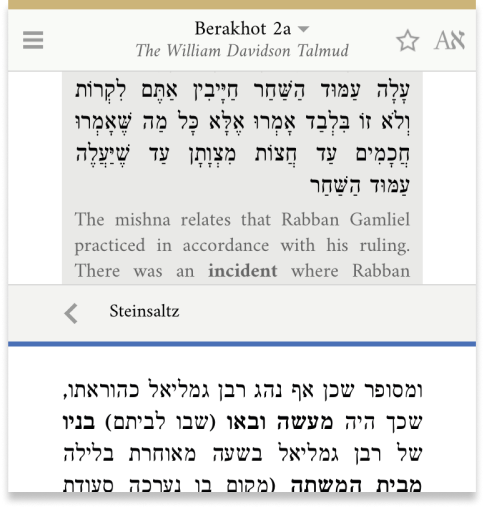 Berakhot 2a
The William Davidson Talmud
אא
עָלָה עַמּוּד הַשַּׁחַר חַיָּיבִין אַתֶּם לִקְרוֹת
וְלֹא זוֹ בִּלְבַד אָמְרוּ אֶלָּא כָּל מַה שֶּׁאָמְרוּ
חֲכָמִים עַד חֲצוֹת מִצְוָתָן עַד שֶׁיַּעֲלֶה
עַמּוּד הַשַּׁחַר
The mishna relates that Rabban Gamliel
practiced in accordance with his ruling.
There was an incident where Rabban
Steinsaltz
ומסופר שכן אף נהג רבן גמליאל כהוראתו,
שכך היה מעשה ובאו (שבו לביתם) בניו
של רבן גמליאל בשעה מאוחרת בלילה
מבית המשתה (מקום בו נערכה סעודת